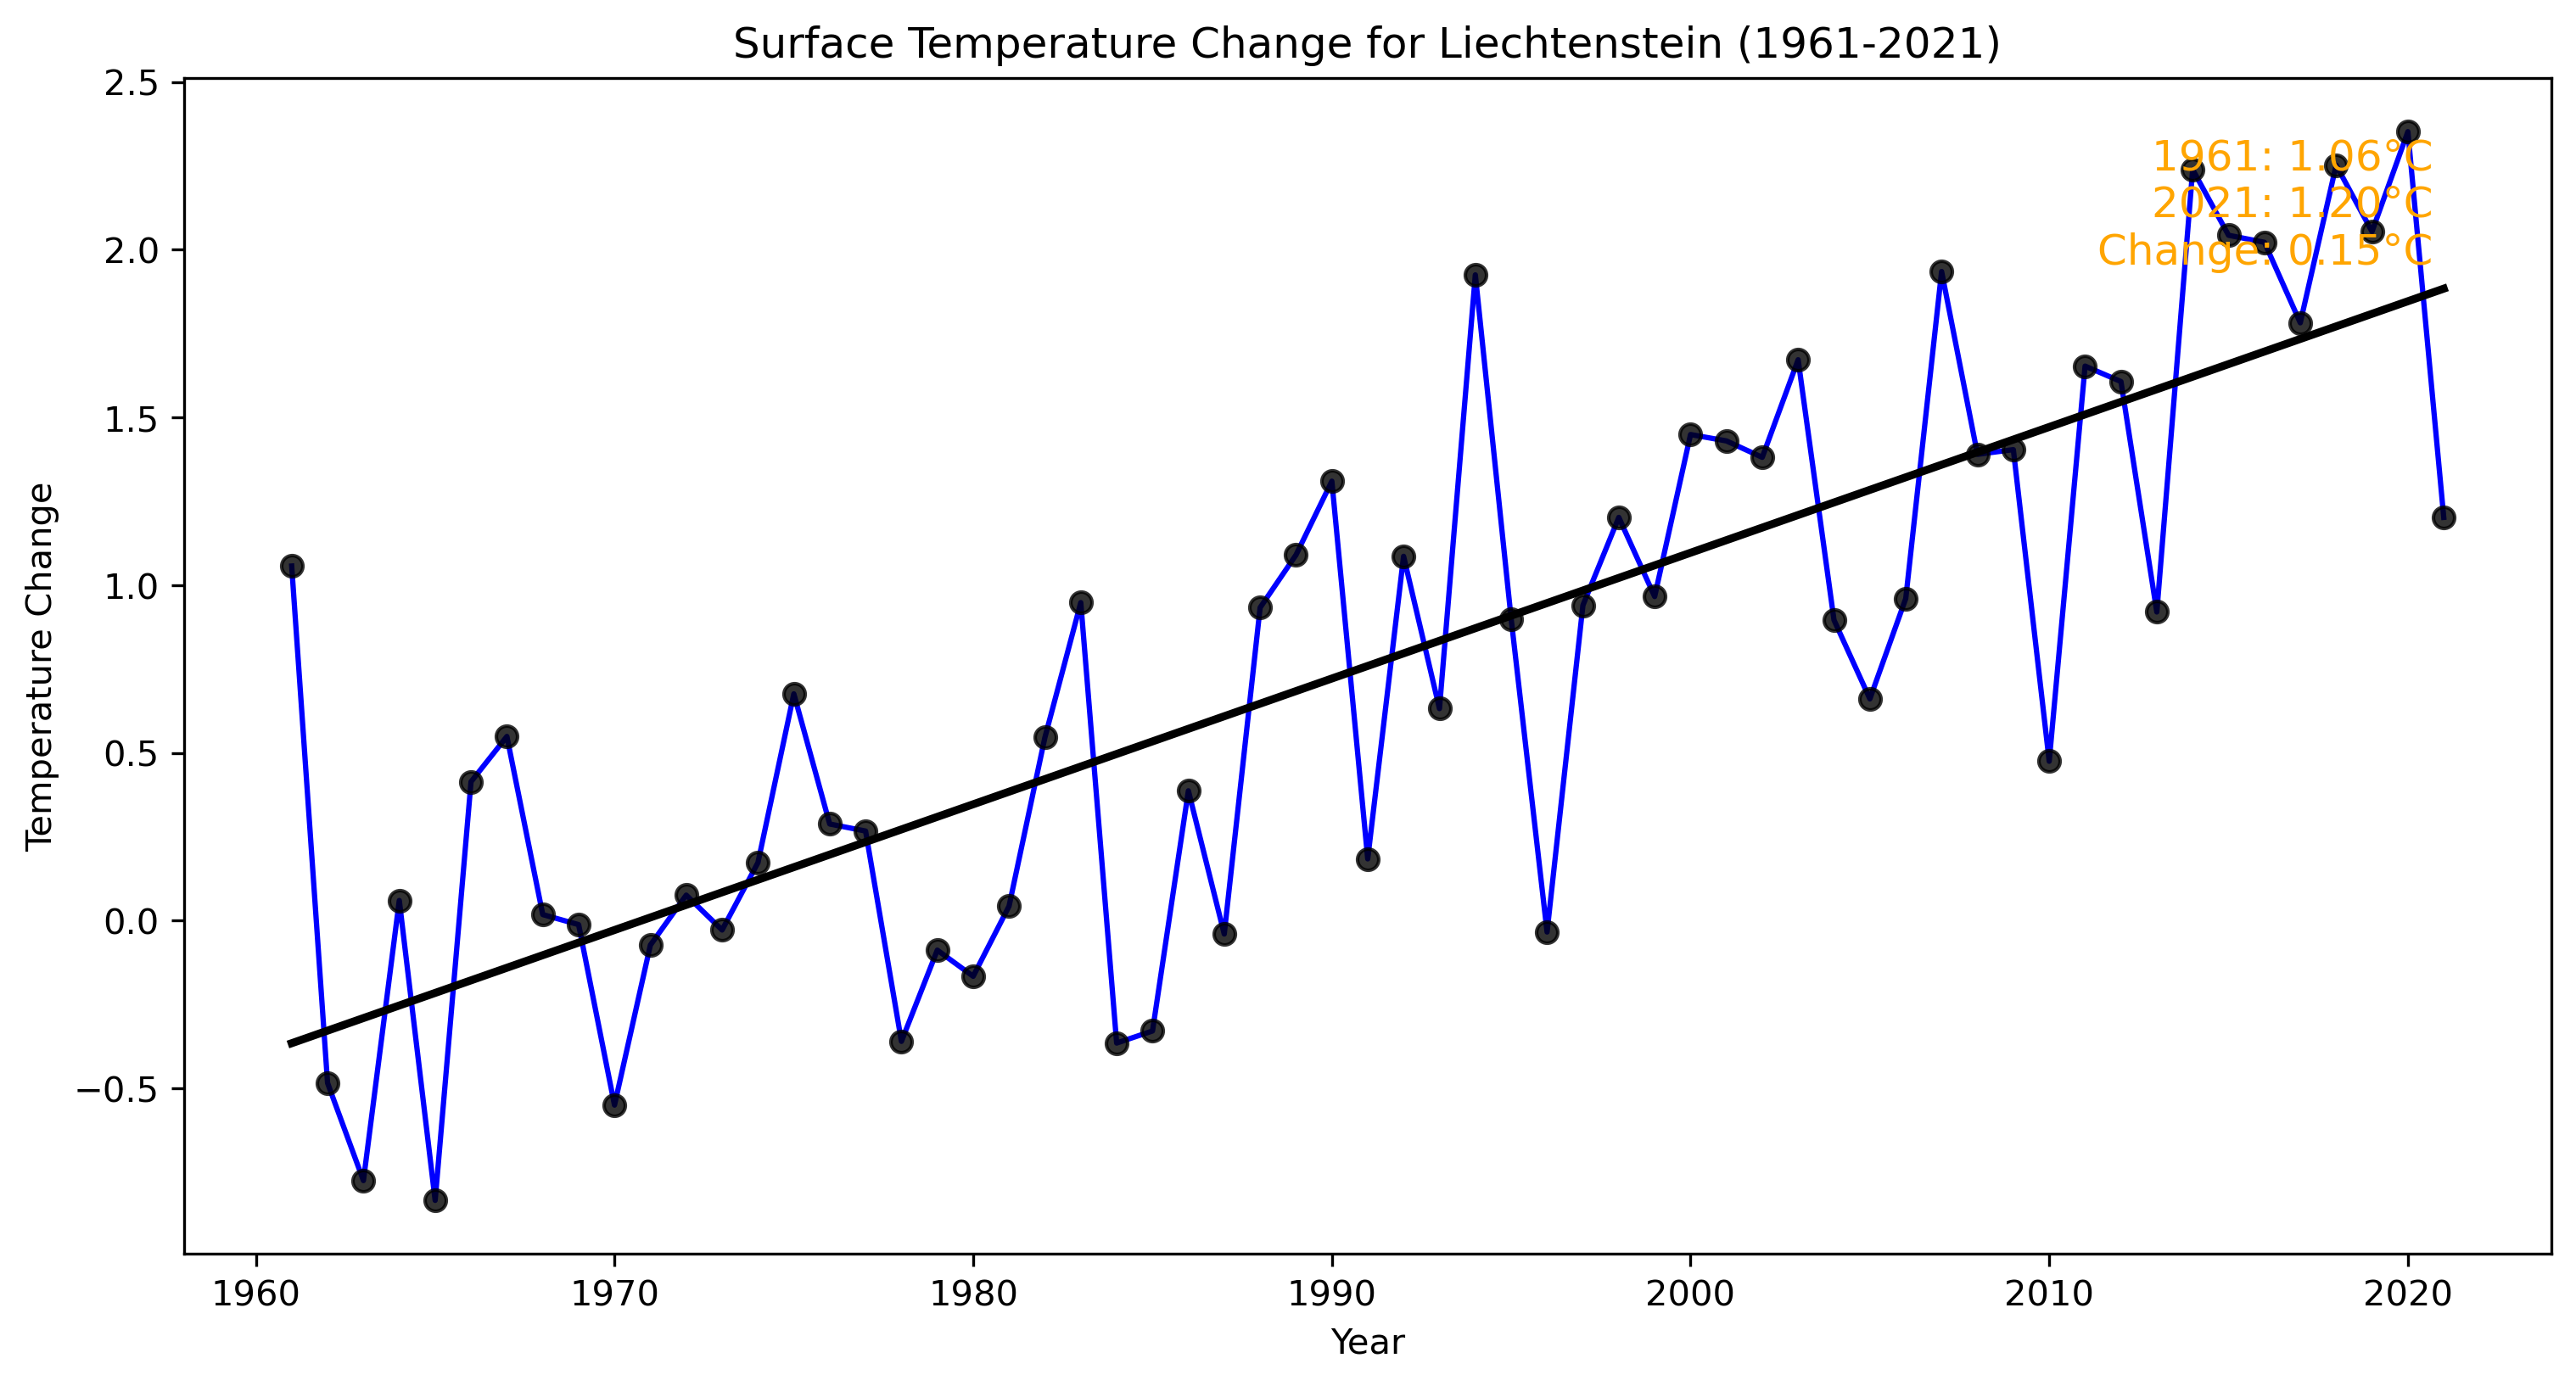 Surface Temperature Change for Liechtenstein (1961-2021)
2.5
2.0
1.5
1.0
0.5
0.0
−0.5
Temperature Change
1961: 1.06°C
2021: 1.20°C
Change: 0.15°C
1960 1970 1980 1990 2000 2010 2020
Year